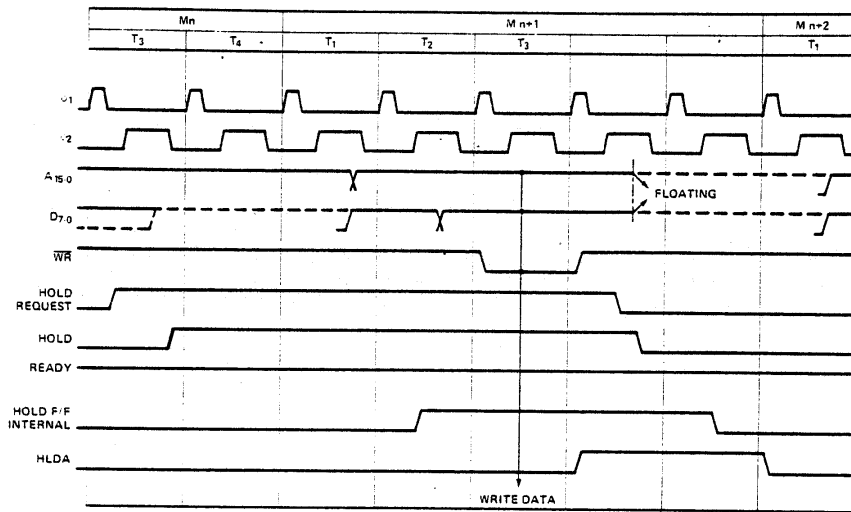 Mn M n+1 M n+2
T3 T4 T1 T2 T3 T1
φ1
φ2
A15-0
FLOATING
D7-0
WR
HOLD
REQUEST
HOLD
READY
HOLD F/F
INTERNAL
HLDA
WRITE DATA